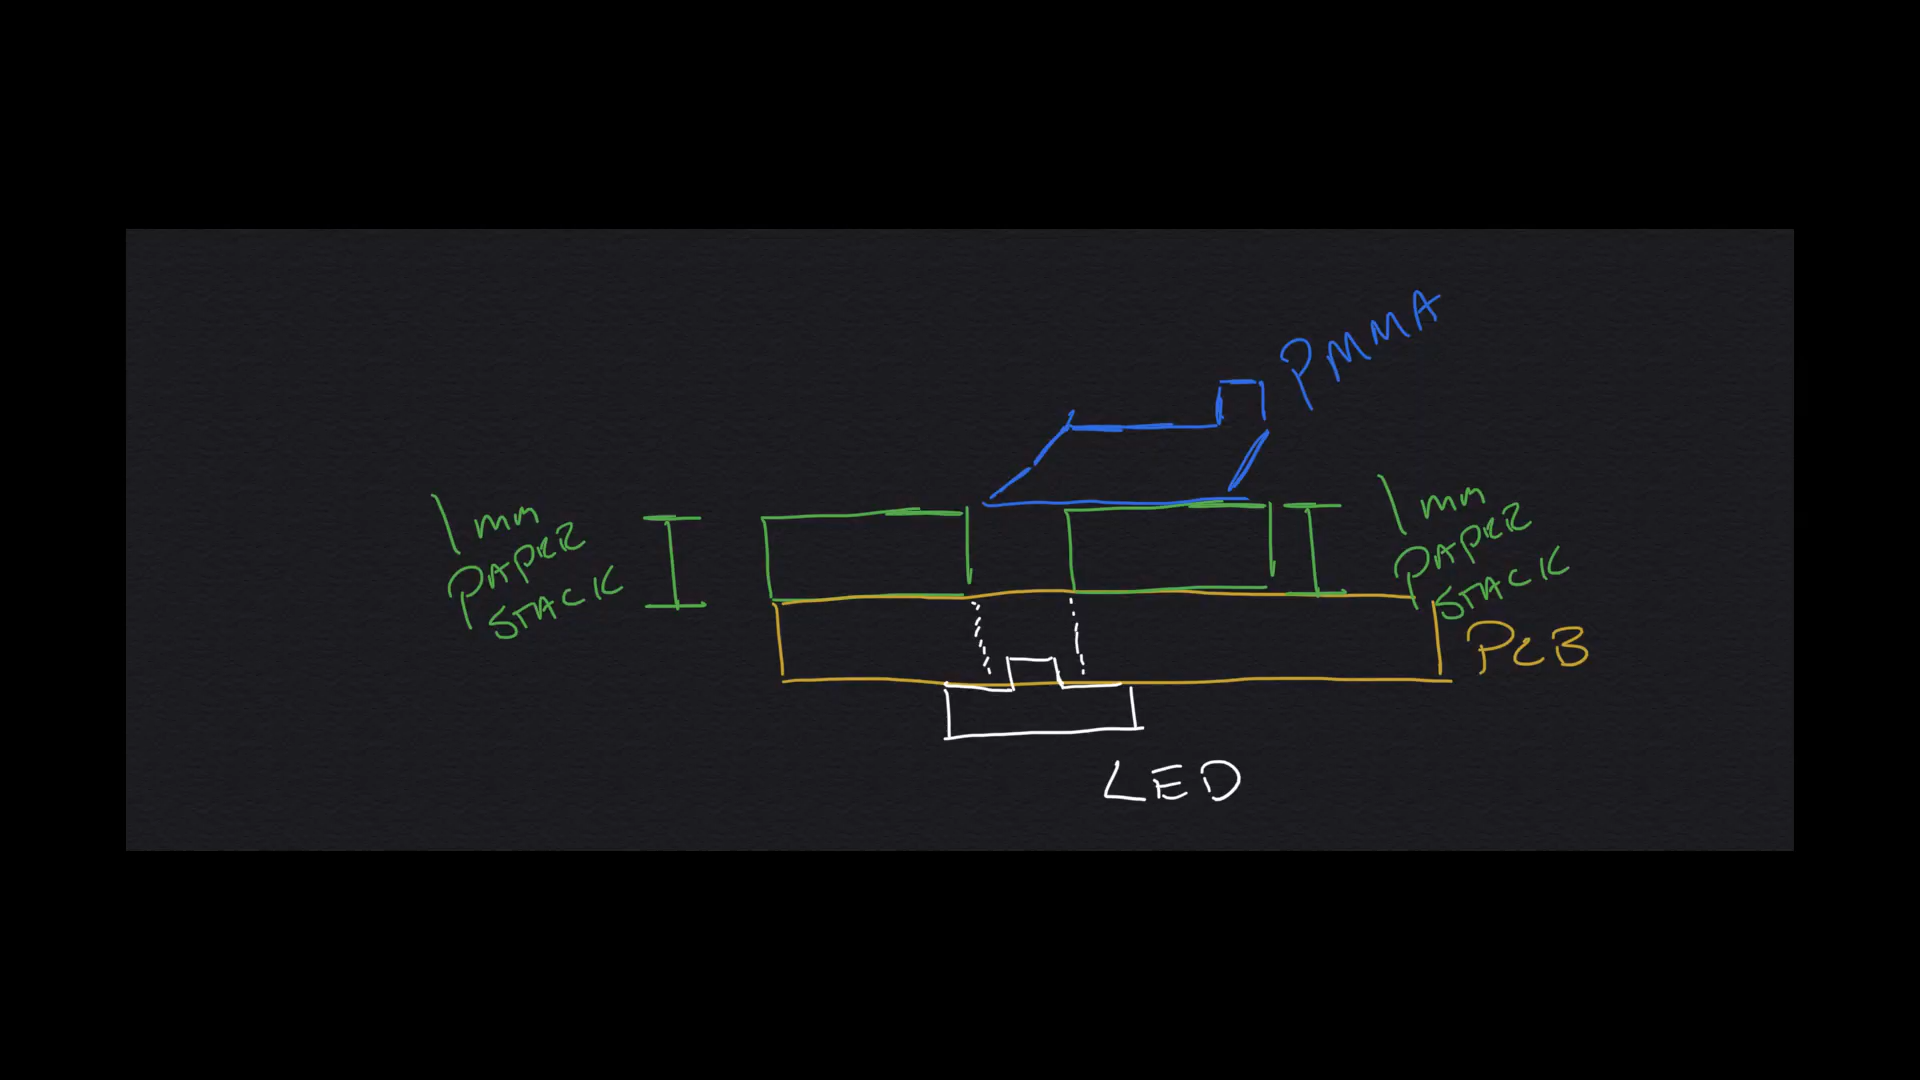 PMMA
1mm
PAPER
STACK
1mm
PAPER
STACK
PCB
LED